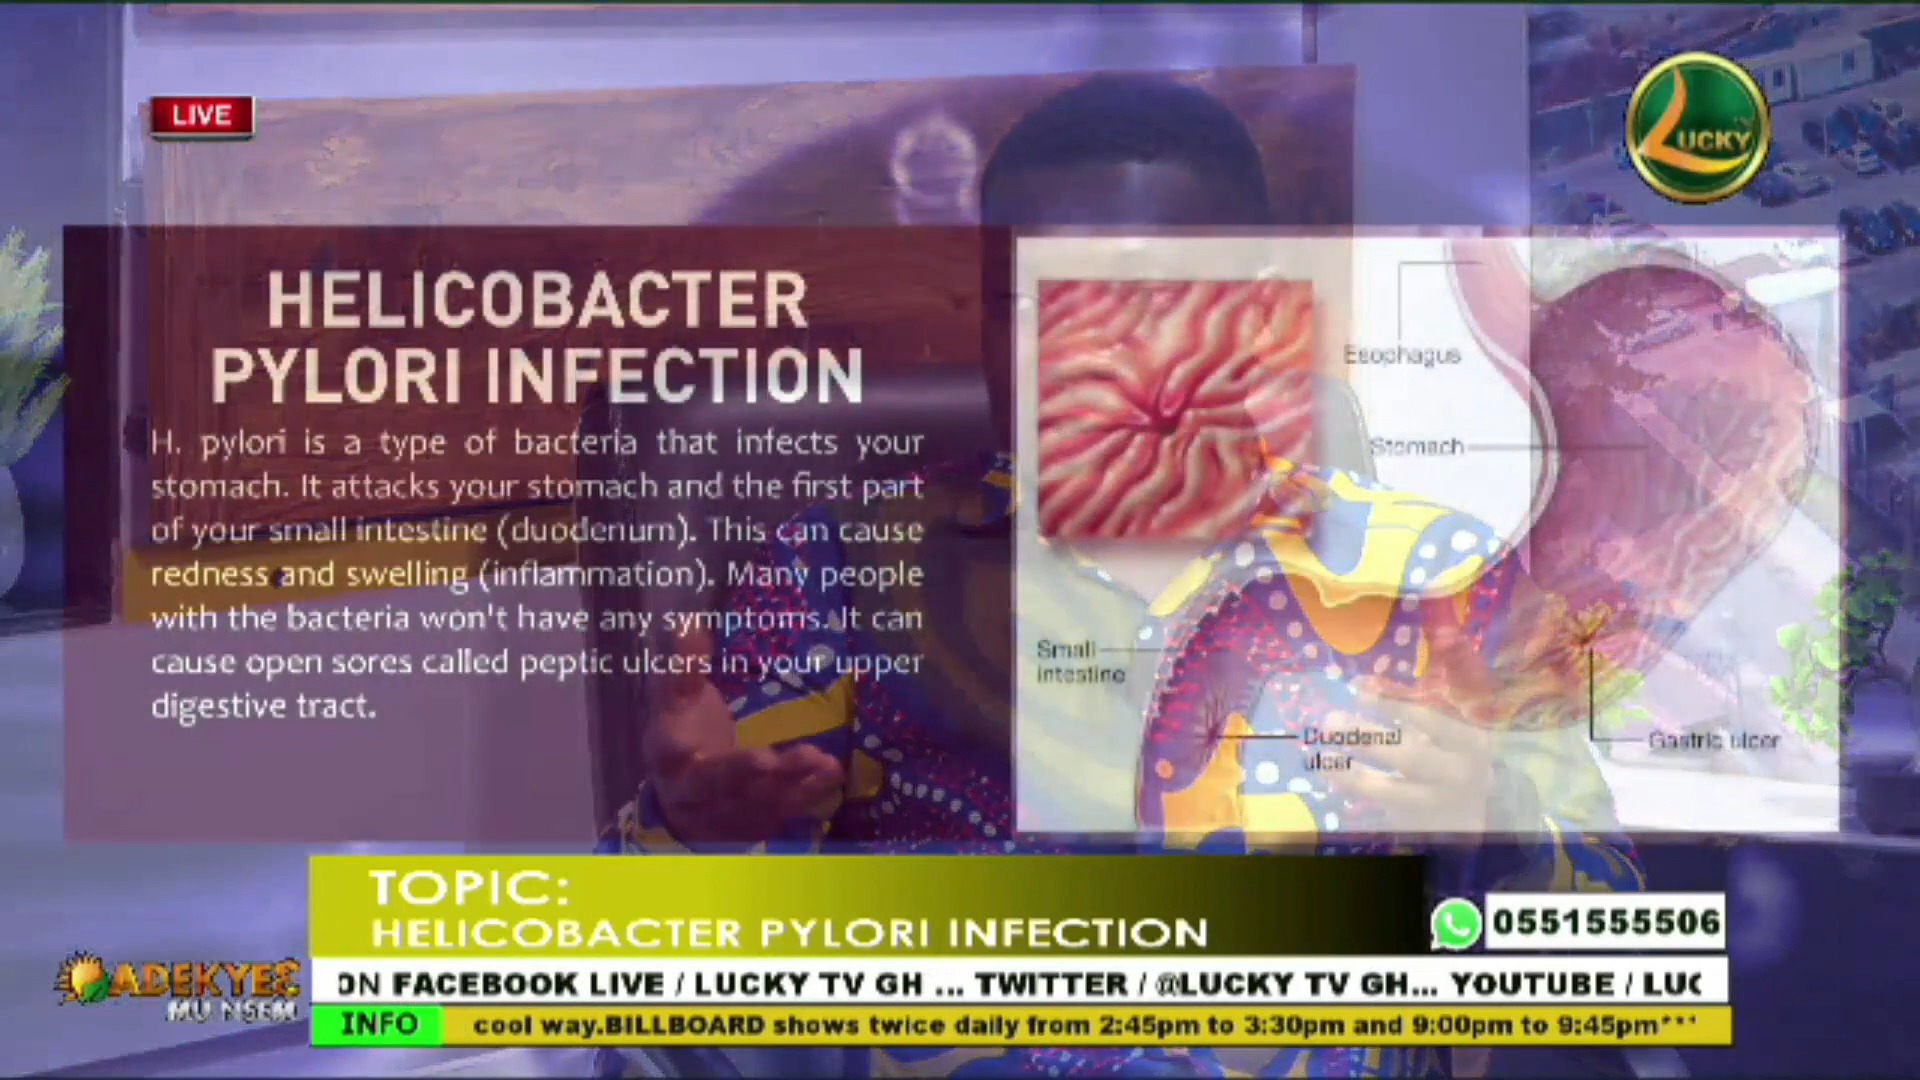 LIVE
LUCKY
HELICOBACTER
PYLORI INFECTION
H. pylori is a type of bacteria that infects your
stomach. It attacks your stomach and the first part
of your small intestine (duodenum). This can cause
redness and swelling (inflammation). Many people
with the bacteria won't have any symptoms. It can
cause open sores called peptic ulcers in your upper
digestive tract.
Esophagus
Stomach
Small
intestine
Duodenal
ulcer
Gastric ulcer
TOPIC:
HELICOBACTER PYLORI INFECTION
0551555506
ADEKYEƐ
MU NSEM
ON FACEBOOK LIVE / LUCKY TV GH ... TWITTER / @LUCKY TV GH... YOUTUBE / LUC
INFO
cool way.BILLBOARD shows twice daily from 2:45pm to 3:30pm and 9:00pm to 9:45pm***